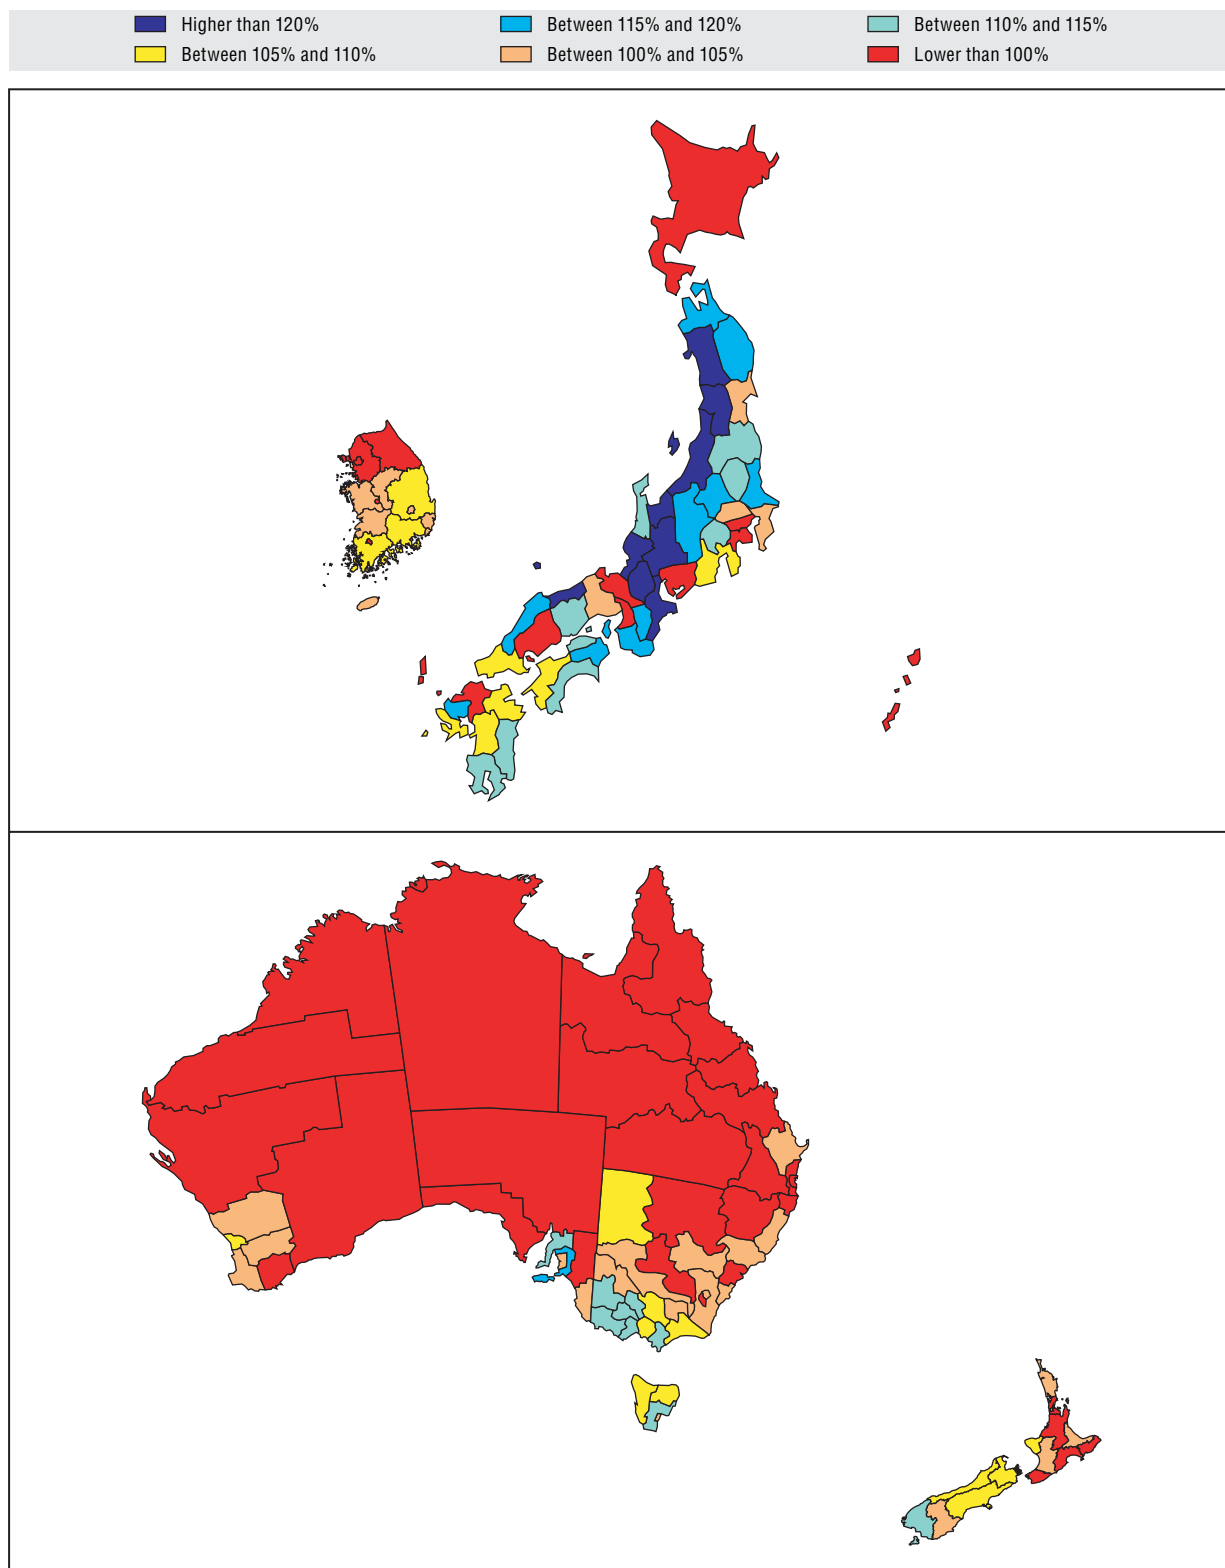 Higher than 120% Between 115% and 120% Between 110% and 115%
Between 105% and 110% Between 100% and 105% Lower than 100%